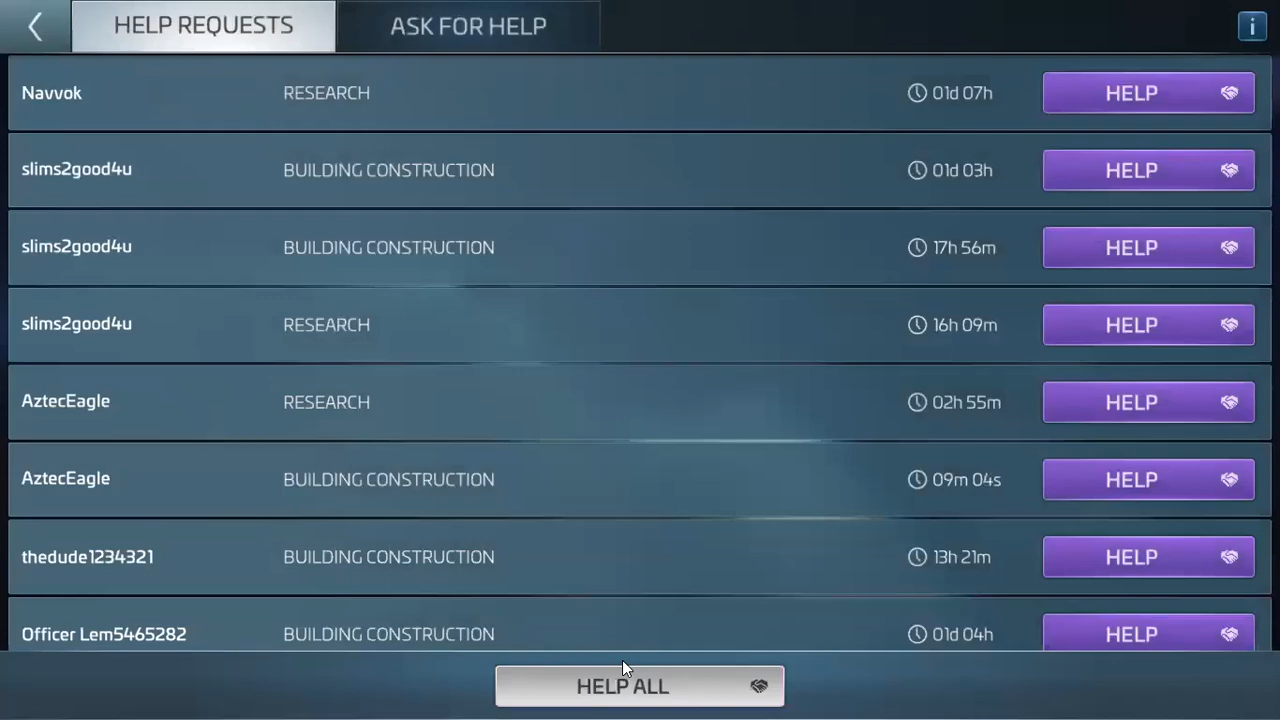 HELP REQUESTS ASK FOR HELP i
Navvok RESEARCH 01d 07h HELP
slims2good4u BUILDING CONSTRUCTION 01d 03h HELP
slims2good4u BUILDING CONSTRUCTION 17h 56m HELP
slims2good4u RESEARCH 16h 09m HELP
AztecEagle RESEARCH 02h 55m HELP
AztecEagle BUILDING CONSTRUCTION 09m 04s HELP
thedude1234321 BUILDING CONSTRUCTION 13h 21m HELP
Officer Lem5465282 BUILDING CONSTRUCTION 01d 04h HELP
HELP ALL